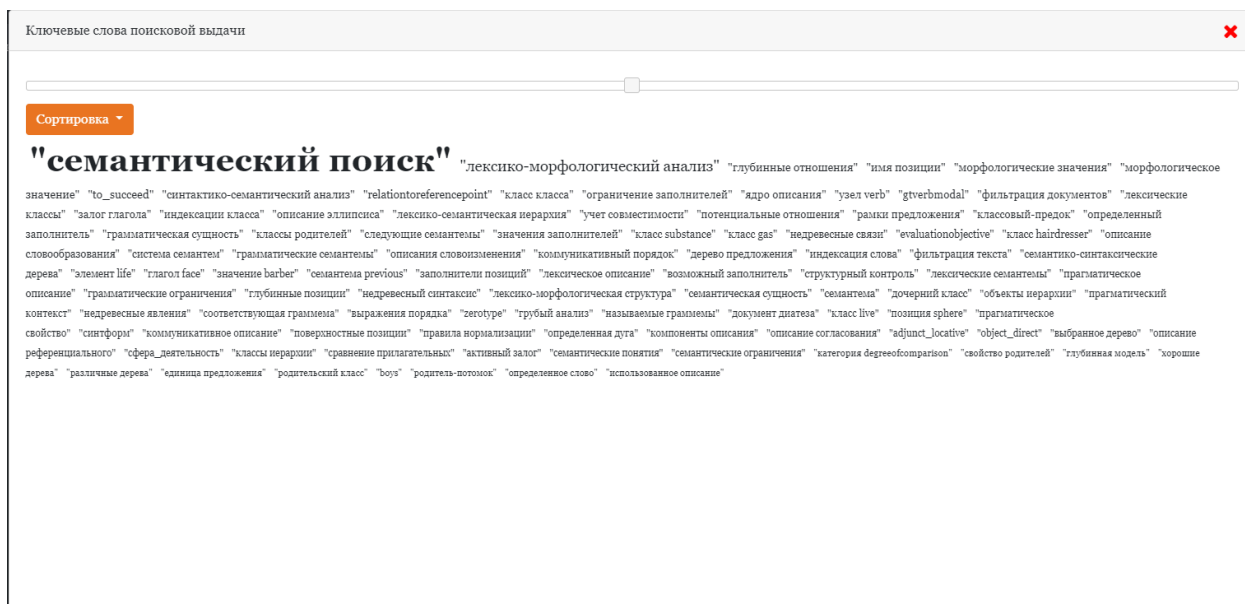 Ключевые слова поисковой выдачи
Сортировка
"семантический поиск" "лексико-морфологический анализ" "глубинные отношения" "имя позиции" "морфологические значения" "морфологическое
значение" "to_succeed" "синтактико-семантический анализ" "relationtoreferencepoint" "класс класса" "ограничение заполнителей" "ядро описания" "узел verb" "gtverbmodal" "фильтрация документов" "лексические
классы" "залог глагола" "индексации класса" "описание эллипсиса" "лексико-семантическая иерархия" "учет совместимости" "потенциальные отношения" "рамки предложения" "классовый-предок" "определенный
заполнитель" "грамматическая сущность" "классы родителей" "следующие семантемы" "значения заполнителей" "класс substance" "класс gas" "недревесные связи" "evaluationobjective" "класс hairdresser" "описание
словообразования" "система семантем" "грамматические семантемы" "описания словоизменения" "коммуникативный порядок" "дерево предложения" "индексация слова" "фильтрация текста" "семантико-синтаксические
дерева" "элемент life" "глагол face" "значение barber" "семантема previous" "заполнители позиций" "лексическое описание" "возможный заполнитель" "структурный контроль" "лексические семантемы" "прагматическое
описание" "грамматические ограничения" "глубинные позиции" "недревесный синтаксис" "лексико-морфологическая структура" "семантическая сущность" "семантема" "дочерний класс" "объекты иерархии" "прагматический
контекст" "недревесные явления" "соответствующая граммема" "выражения порядка" "zerotype" "грубый анализ" "называемые граммемы" "документ диатеза" "класс live" "позиция sphere" "прагматическое
свойство" "синтформ" "коммуникативное описание" "поверхностные позиции" "правила нормализации" "определенная дуга" "компоненты описания" "описание согласования" "adjunct_locative" "object_direct" "выбранное дерево" "описание
референциального" "сфера_деятельность" "классы иерархии" "сравнение прилагательных" "активный залог" "семантические понятия" "семантические ограничения" "категория degreeofcomparison" "свойство родителей" "глубинная модель" "хорошие
дерева" "различные дерева" "единица предложения" "родительский класс" "boys" "родитель-потомок" "определенное слово" "использованное описание"